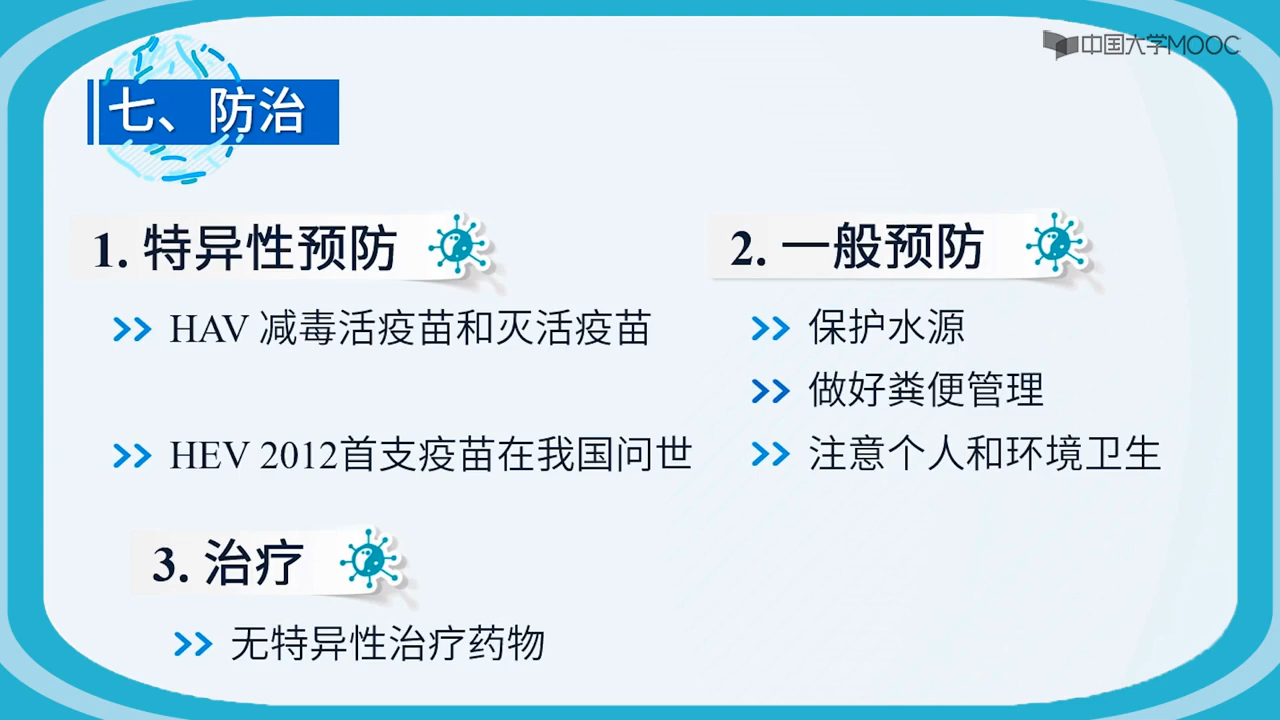 中国大学MOOC
七、防治
1. 特异性预防
HAV 减毒活疫苗和灭活疫苗
HEV 2012首支疫苗在我国问世
2. 一般预防
保护水源
做好粪便管理
注意个人和环境卫生
3. 治疗
无特异性治疗药物